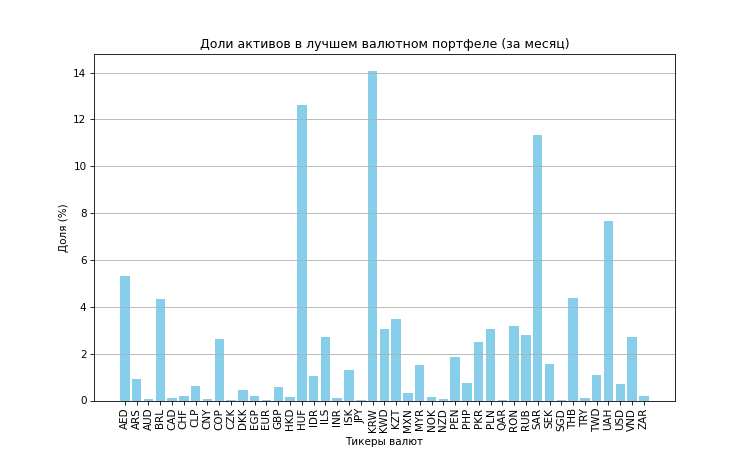 Доли активов в лучшем валютном портфеле (за месяц)
Доля (%)
14
12
10
8
6
4
2
0
AED ARS AUD BRL CAD CHF CLP CNY COP CZK DKK EGP EUR GBP HKD HUF IDR ILS INR ISK JPY KRW KWD KZT MXN MYR NOK NZD PEN PHP PKR PLN QAR RON RUB SAR SEK SGD THB TRY TWD UAH USD VND ZAR
Тикеры валют